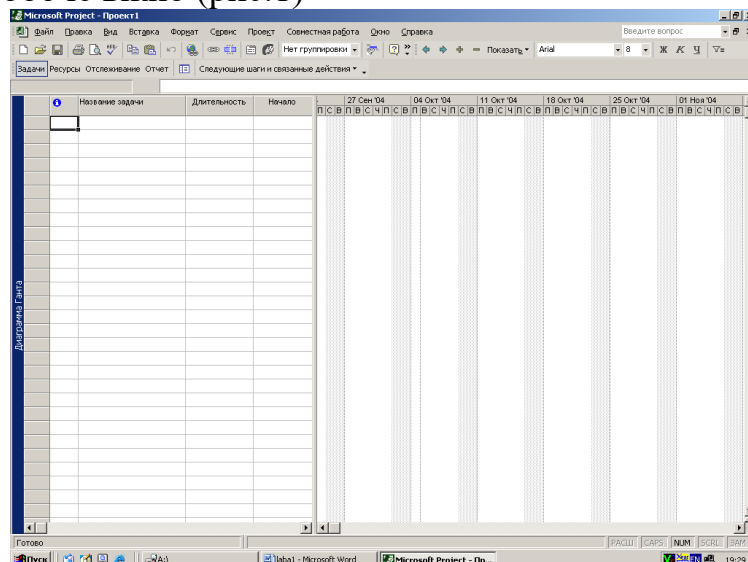 (рис.1)
Microsoft Project - Проект1
Файл Правка Вид Вставка Формат Сервис Проект Совместная работа Окно Справка Введите вопрос
Нет группировки Показать Arial 8 Ж К Ч
Задачи Ресурсы Отслеживание Отчет Следующие шаги и связанные действия
Название задачи Длительность Начало 27 Сен '04 04 Окт '04 11 Окт '04 18 Окт '04 25 Окт '04 01 Ноя '04
П С В П В С Ч П С В П В С Ч П С В П В С Ч П С В П В С Ч П С В П В С Ч П С В П В С Ч П С В
Диаграмма Ганта
Готово РАСШ CAPS NUM SCRL ЗАМ
Пуск A:\ laba1 - Microsoft Word Microsoft Project - Пр... EN 19:29